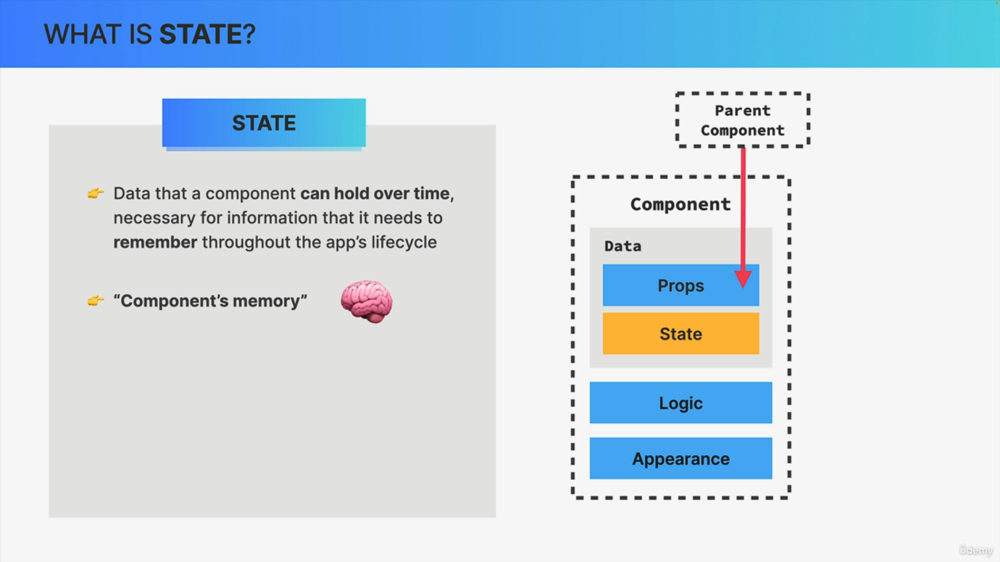 WHAT IS STATE?
STATE
👉 Data that a component can hold over time,
necessary for information that it needs to
remember throughout the app’s lifecycle
👉 “Component’s memory”
Parent
Component
Component
Data
Props
State
Logic
Appearance
ûdemy